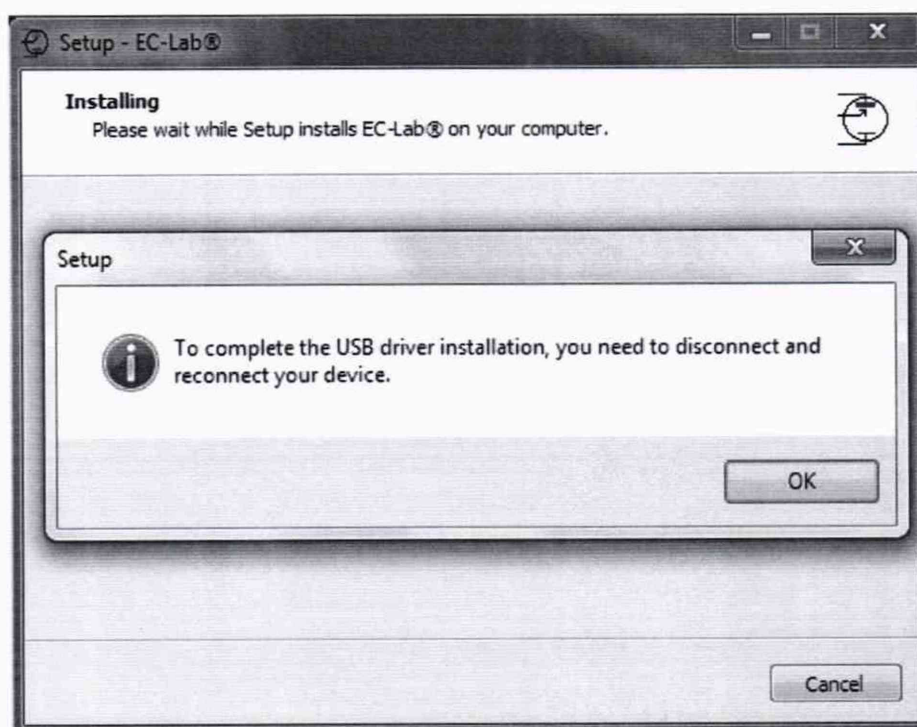 Setup - EC-Lab®
Installing
Please wait while Setup installs EC-Lab® on your computer.
Setup
To complete the USB driver installation, you need to disconnect and
reconnect your device.
OK
Cancel